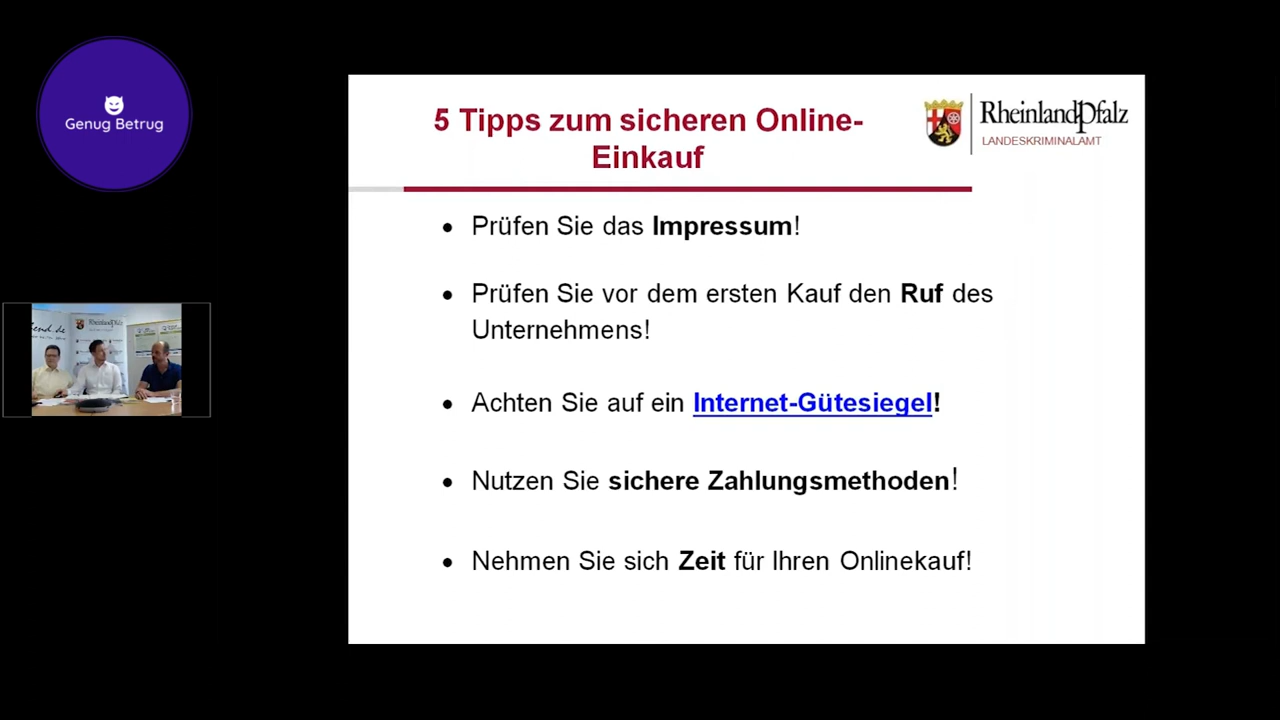 Genug Betrug
5 Tipps zum sicheren Online-
Einkauf
RheinlandPfalz
LANDESKRIMINALAMT
• Prüfen Sie das Impressum!
• Prüfen Sie vor dem ersten Kauf den Ruf des
Unternehmens!
• Achten Sie auf ein Internet-Gütesiegel!
• Nutzen Sie sichere Zahlungsmethoden!
• Nehmen Sie sich Zeit für Ihren Onlinekauf!
RheinlandPfalz